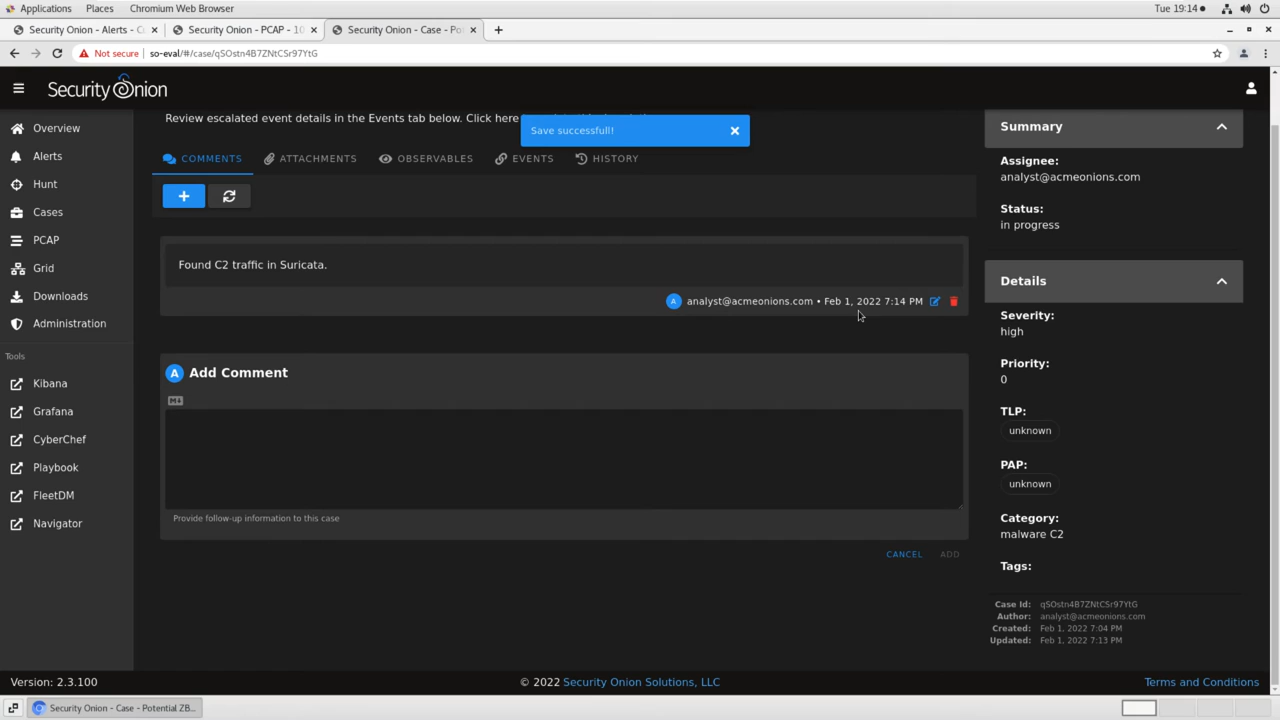 Applications Places Chromium Web Browser Tue 19:14
Security Onion - Alerts - C Security Onion - PCAP - 10 Security Onion - Case - Po
Not secure so-eval/#/case/qSOstn4B7ZNtCSr97YtG
Security Onion
Overview
Alerts
Hunt
Cases
PCAP
Grid
Downloads
Administration
Tools
Kibana
Grafana
CyberChef
Playbook
FleetDM
Navigator
Version: 2.3.100
Review escalated event details in the Events tab below. Click here
Save successful!
COMMENTS ATTACHMENTS OBSERVABLES EVENTS HISTORY
+
Found C2 traffic in Suricata.
A analyst@acmeonions.com • Feb 1, 2022 7:14 PM
A Add Comment
Provide follow-up information to this case
CANCEL ADD
Summary
Assignee:
analyst@acmeonions.com
Status:
in progress
Details
Severity:
high
Priority:
0
TLP:
unknown
PAP:
unknown
Category:
malware C2
Tags:
Case Id: qSOstn4B7ZNtCSr97YtG
Author: analyst@acmeonions.com
Created: Feb 1, 2022 7:04 PM
Updated: Feb 1, 2022 7:13 PM
© 2022 Security Onion Solutions, LLC
Terms and Conditions
Security Onion - Case - Potential ZB...